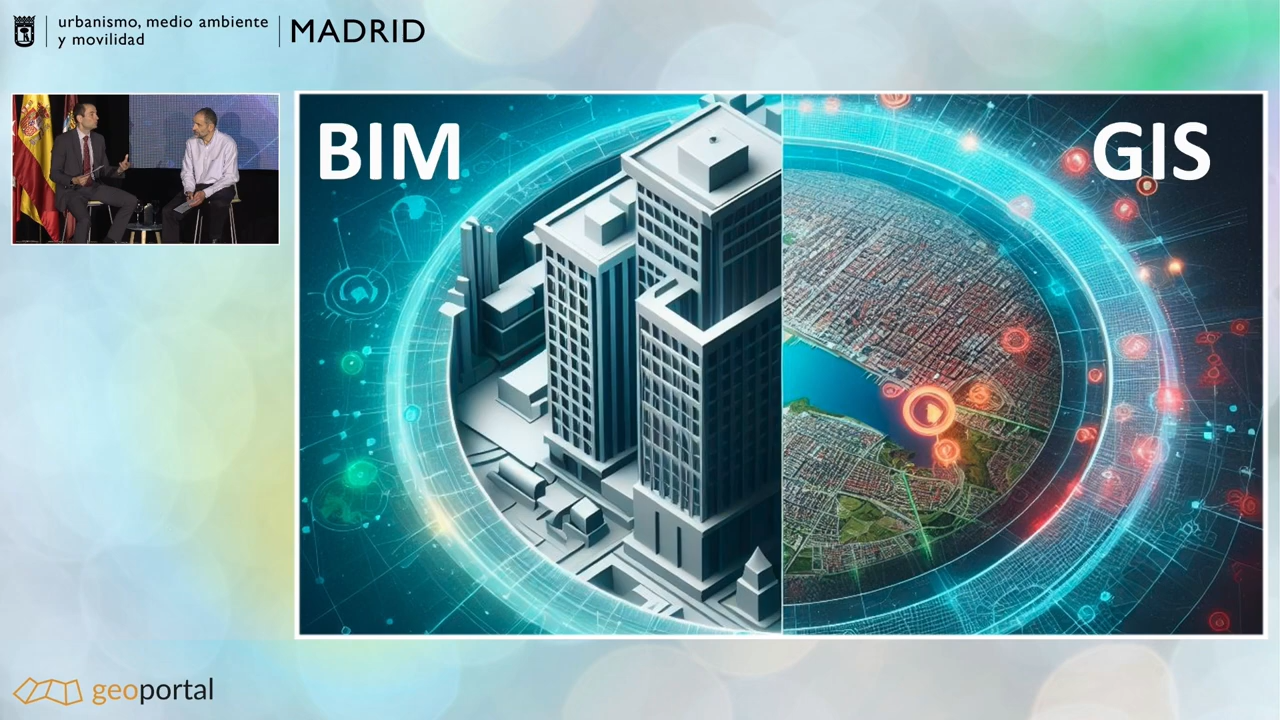 urbanismo, medio ambiente
y movilidad
MADRID
BIM
GIS
geoportal